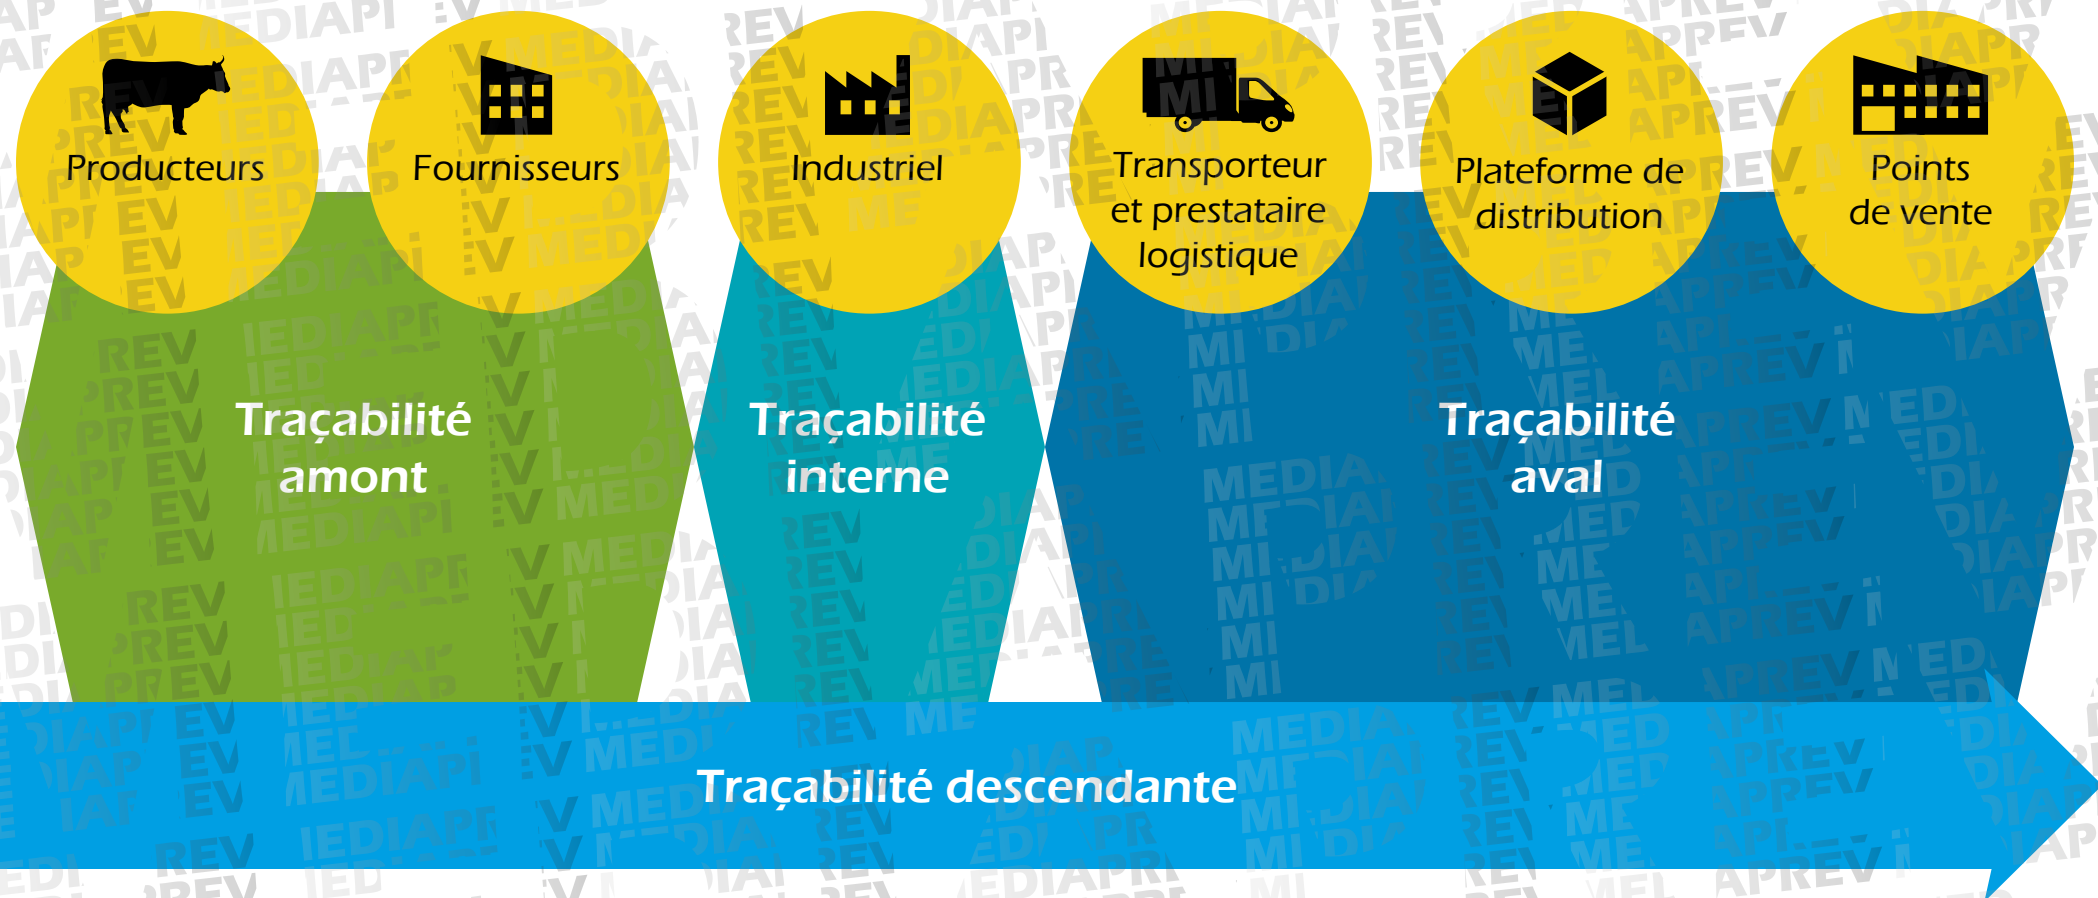 Producteurs
Fournisseurs
Industriel
Transporteur
et prestataire
logistique
Plateforme de
distribution
Points
de vente
Traçabilité
amont
Traçabilité
interne
Traçabilité
aval
Traçabilité descendante